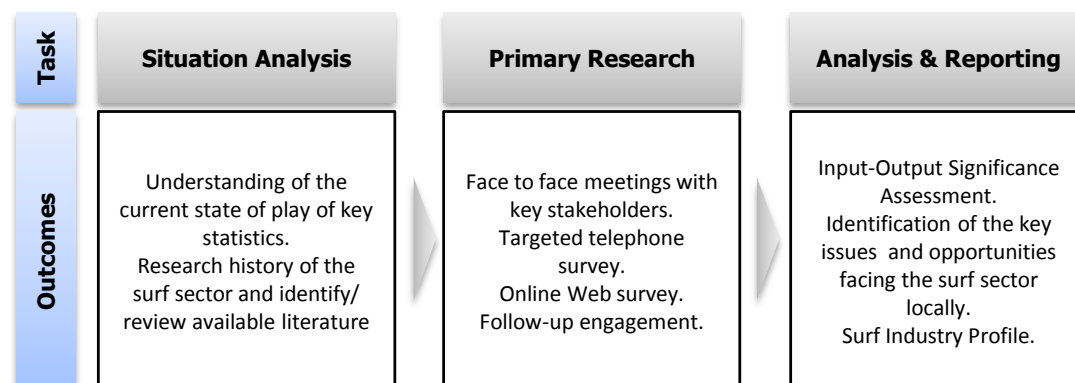 Task
Situation Analysis
Primary Research
Analysis & Reporting
Outcomes
Understanding of the
current state of play of key
statistics.
Research history of the
surf sector and identify/
review available literature
Face to face meetings with
key stakeholders.
Targeted telephone
survey.
Online Web survey.
Follow-up engagement.
Input-Output Significance
Assessment.
Identification of the key
issues and opportunities
facing the surf sector
locally.
Surf Industry Profile.